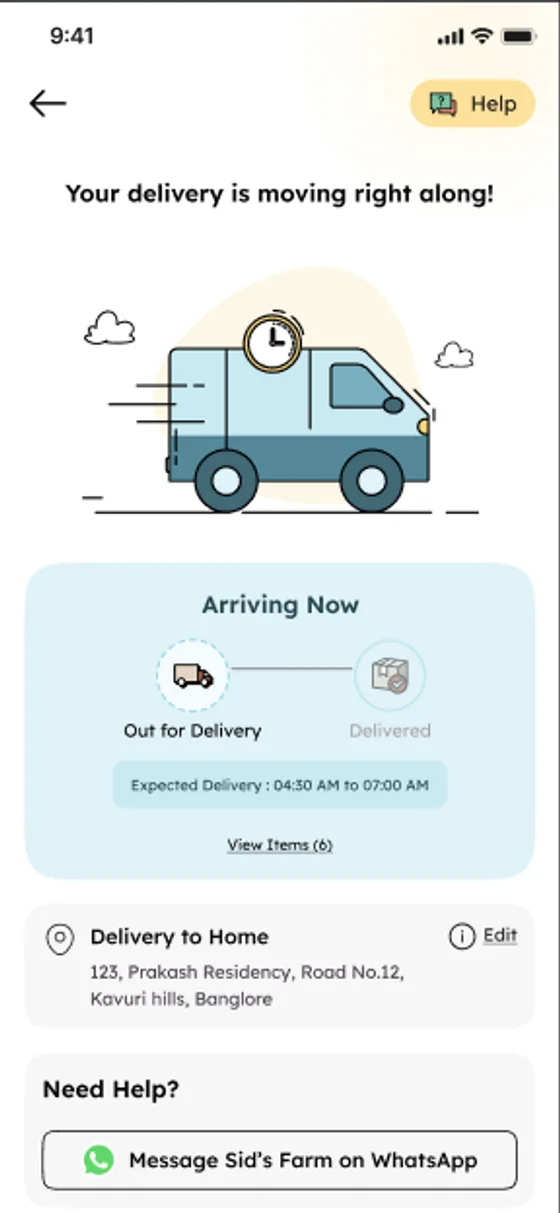 9:41
Help
Your delivery is moving right along!
Arriving Now
Out for Delivery
Delivered
Expected Delivery : 04:30 AM to 07:00 AM
View Items (6)
Delivery to Home
Edit
123, Prakash Residency, Road No.12,
Kavuri hills, Banglore
Need Help?
Message Sid's Farm on WhatsApp